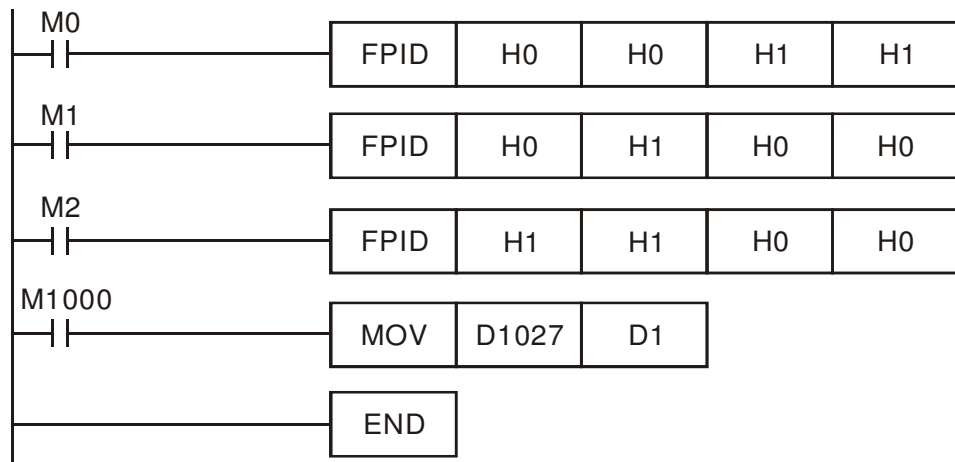 M0
FPID H0 H0 H1 H1
M1
FPID H0 H1 H0 H0
M2
FPID H1 H1 H0 H0
M1000
MOV D1027 D1
END